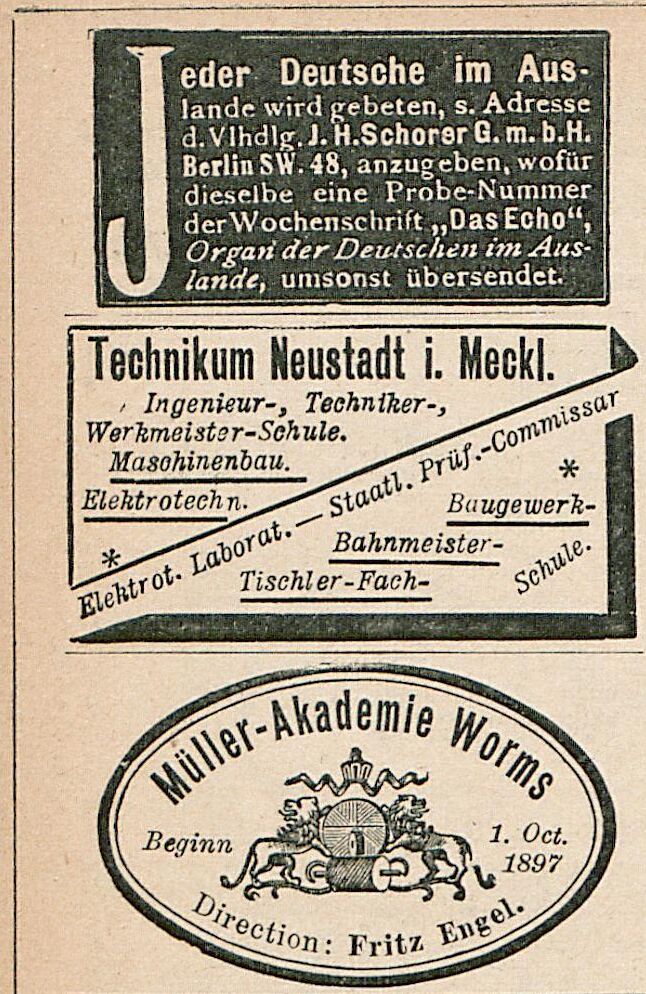 Jeder Deutsche im Aus-
lande wird gebeten, s. Adresse
d. Vlhdlg. J. H. Schorer G. m. b. H.
Berlin SW. 48, anzugeben, wofür
dieselbe eine Probe-Nummer
der Wochenschrift „Das Echo“,
Organ der Deutschen im Aus-
lande, umsonst übersendet.
Technikum Neustadt i. Meckl.
Ingenieur-, Techniker-,
Werkmeister-Schule.
Maschinenbau.
Elektrotechn.
* Elektrot. Laborat. — Staatl. Prüf.-Commissar *
Baugewerk-
Bahnmeister-
Tischler-Fach-
Schule.
Müller-Akademie Worms
Beginn 1. Oct.
1897
Direction: Fritz Engel.